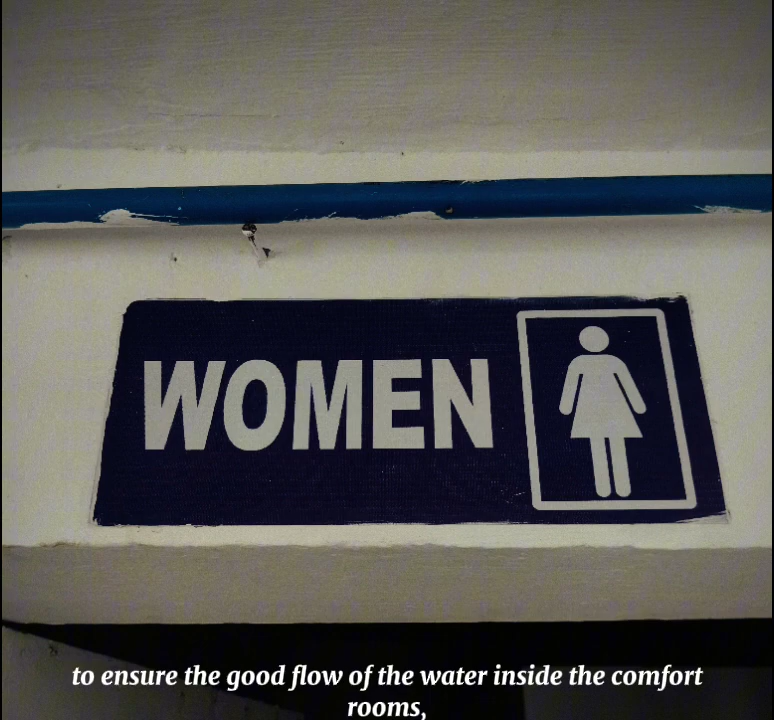 WOMEN
to ensure the good flow of the water inside the comfort
rooms,